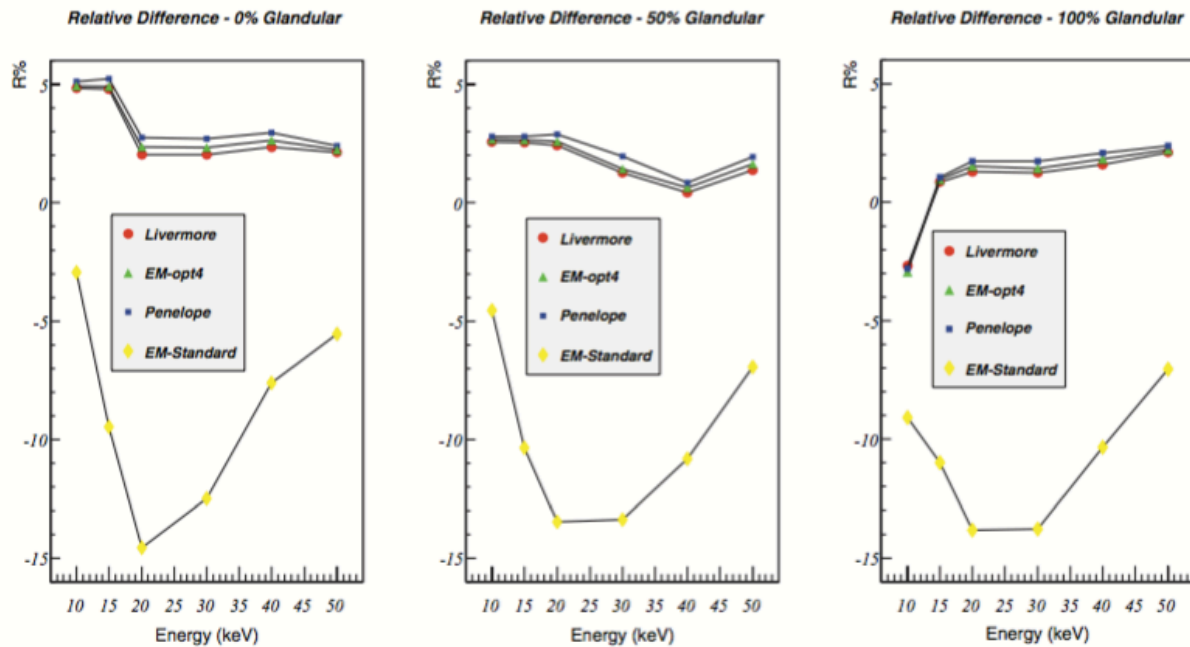 Relative Difference - 0% Glandular
R%
5
0
-5
-10
-15
Livermore
EM-opt4
Penelope
EM-Standard
10 15 20 25 30 35 40 45 50
Energy (keV)
Relative Difference - 50% Glandular
R%
5
0
-5
-10
-15
Livermore
EM-opt4
Penelope
EM-Standard
10 15 20 25 30 35 40 45 50
Energy (keV)
Relative Difference - 100% Glandular
R%
5
0
-5
-10
-15
Livermore
EM-opt4
Penelope
EM-Standard
10 15 20 25 30 35 40 45 50
Energy (keV)